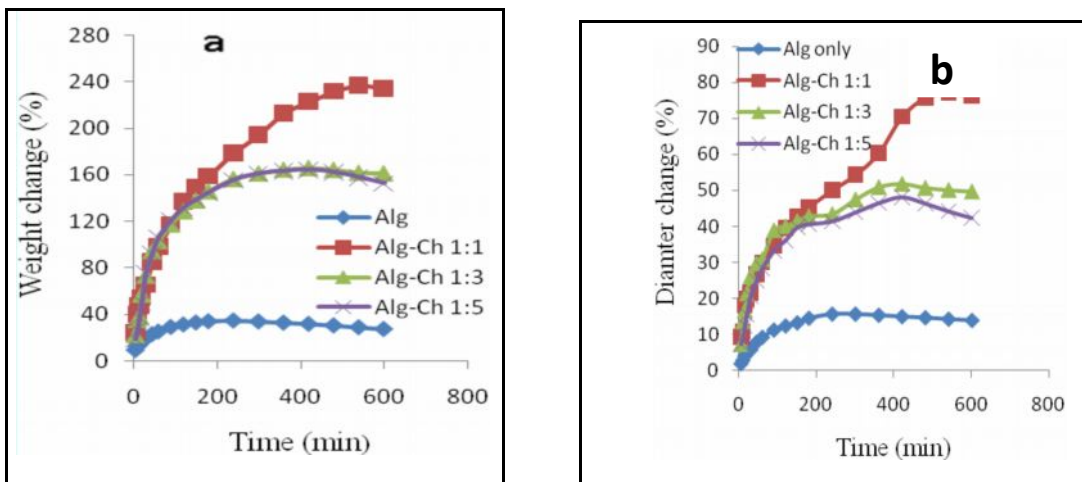 a
280
240
200
160
120
80
40
0
Weight change (%)
Alg
Alg-Ch 1:1
Alg-Ch 1:3
Alg-Ch 1:5
0 200 400 600 800
Time (min)
b
90
80
70
60
50
40
30
20
10
0
Diamter change (%)
Alg only
Alg-Ch 1:1
Alg-Ch 1:3
Alg-Ch 1:5
0 200 400 600 800
Time (min)